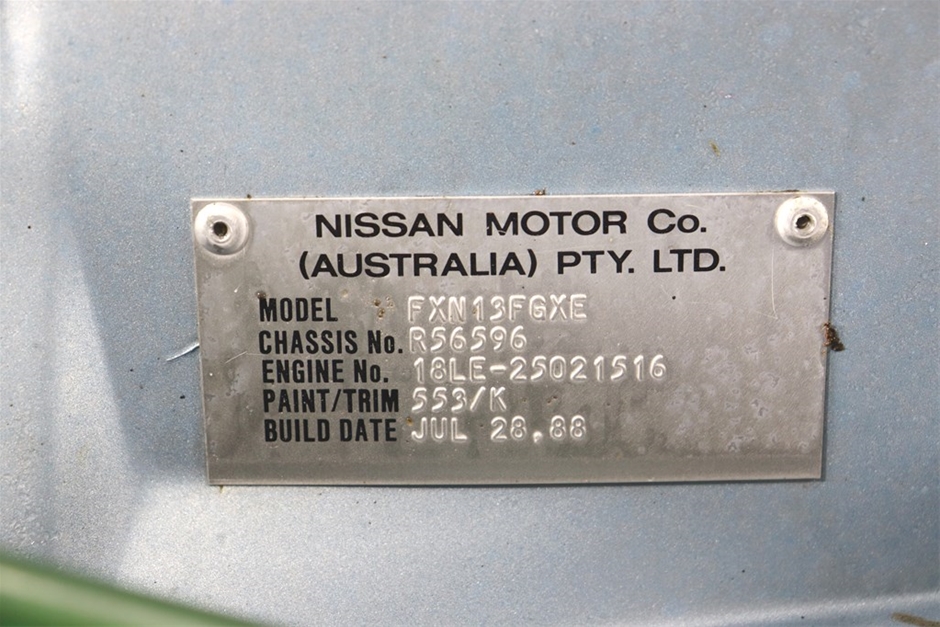 NISSAN MOTOR Co.
(AUSTRALIA) PTY. LTD.
MODEL FXN13FGXE
CHASSIS No. R56596
ENGINE No. 18LE-25021516
PAINT/TRIM 553/K
BUILD DATE JUL 28.88